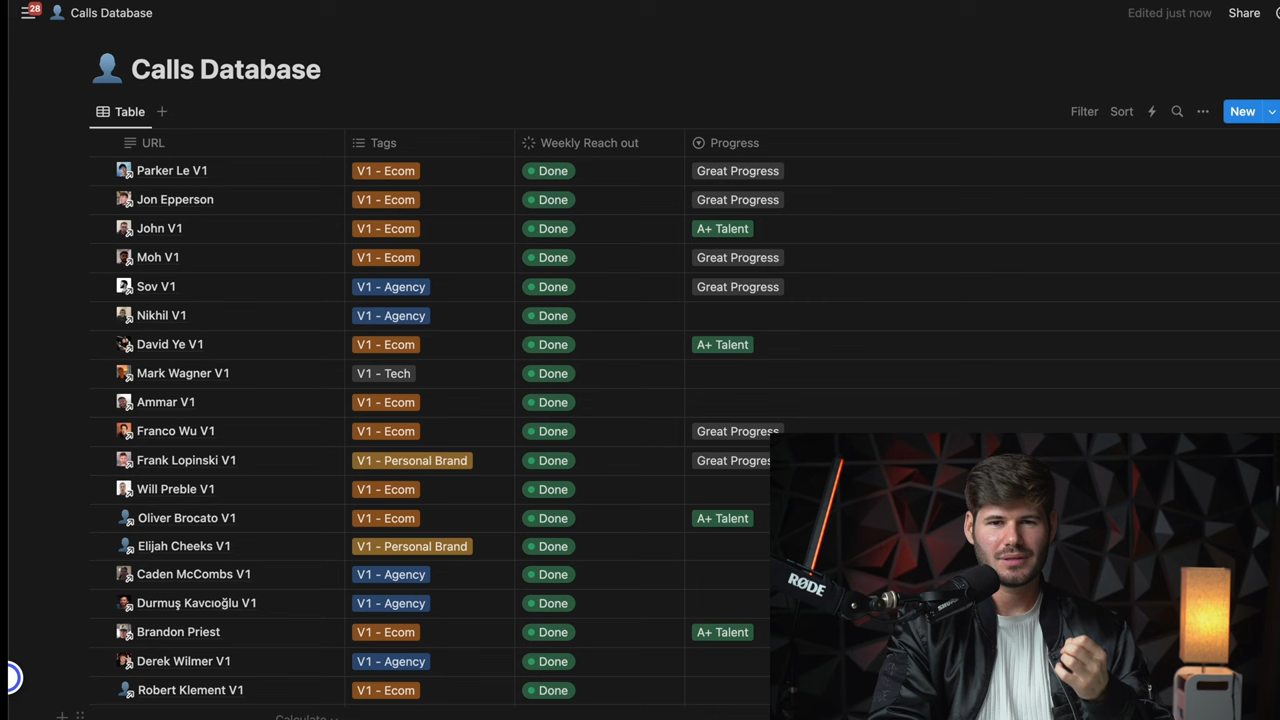 28 Calls Database Edited just now Share
Calls Database
Table Filter Sort New
URL Tags Weekly Reach out Progress
Parker Le V1 V1 - Ecom Done Great Progress
Jon Epperson V1 - Ecom Done Great Progress
John V1 V1 - Ecom Done A+ Talent
Moh V1 V1 - Ecom Done Great Progress
Sov V1 V1 - Agency Done Great Progress
Nikhil V1 V1 - Agency Done
David Ye V1 V1 - Ecom Done A+ Talent
Mark Wagner V1 V1 - Tech Done
Ammar V1 V1 - Ecom Done
Franco Wu V1 V1 - Ecom Done Great Progress
Frank Lopinski V1 V1 - Personal Brand Done Great Progres
Will Preble V1 V1 - Ecom Done
Oliver Brocato V1 V1 - Ecom Done A+ Talent
Elijah Cheeks V1 V1 - Personal Brand Done
Caden McCombs V1 V1 - Agency Done
Durmuş Kavcıoğlu V1 V1 - Agency Done
Brandon Priest V1 - Ecom Done A+ Talent
Derek Wilmer V1 V1 - Agency Done
Robert Klement V1 V1 - Ecom Done
Calculate
RØDE
SHURE